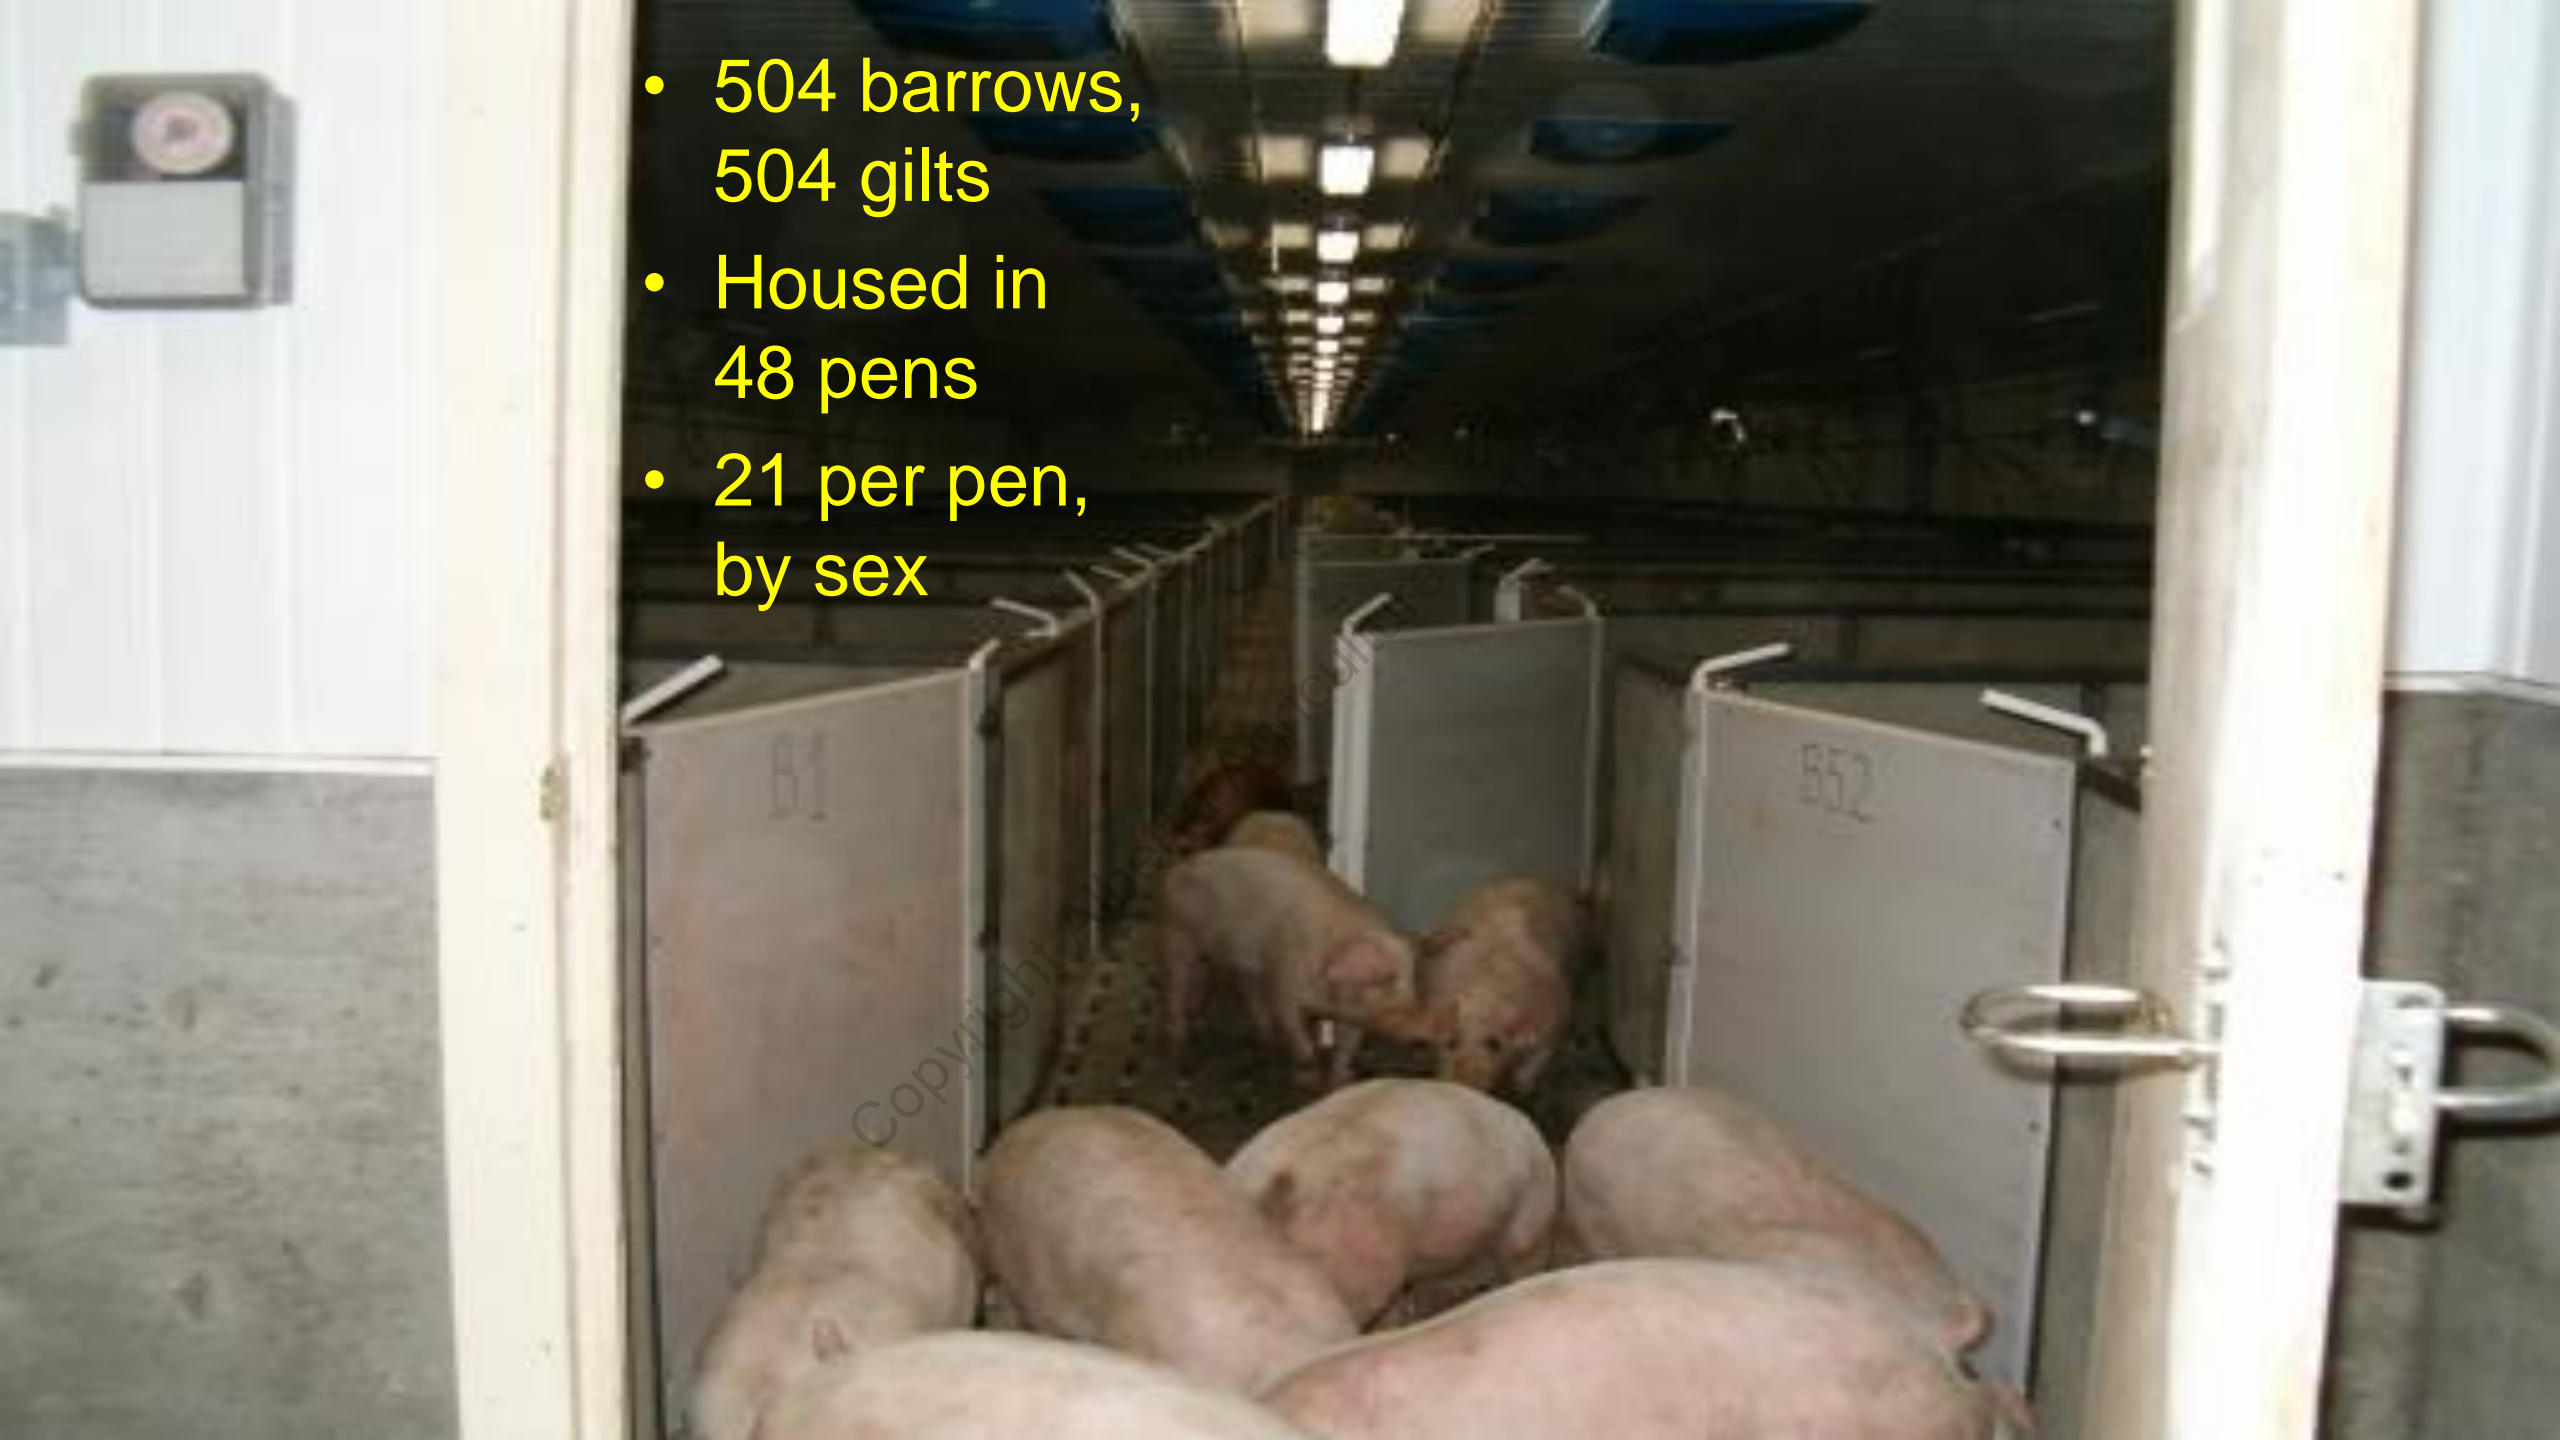 • 504 barrows,
504 gilts
• Housed in
48 pens
• 21 per pen,
by sex
B1
B52